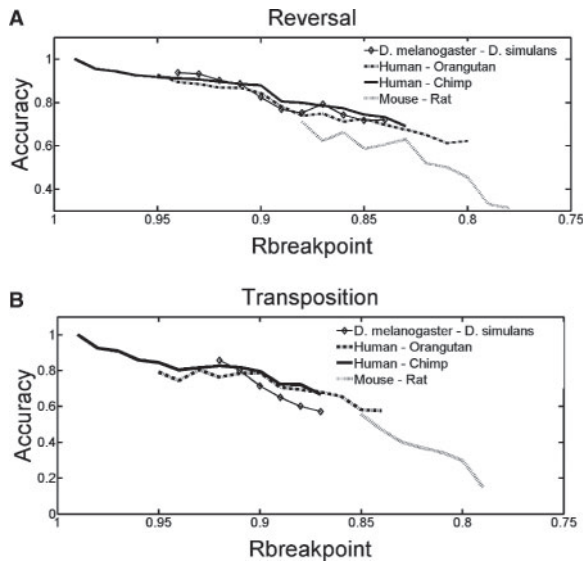 A
Reversal
D. melanogaster - D. simulans
Human - Orangutan
Human - Chimp
Mouse - Rat
Accuracy
1
0.8
0.6
0.4
1
0.95
0.9
0.85
0.8
0.75
Rbreakpoint
B
Transposition
D. melanogaster - D. simulans
Human - Orangutan
Human - Chimp
Mouse - Rat
Accuracy
1
0.8
0.6
0.4
0.2
0
1
0.95
0.9
0.85
0.8
0.75
Rbreakpoint